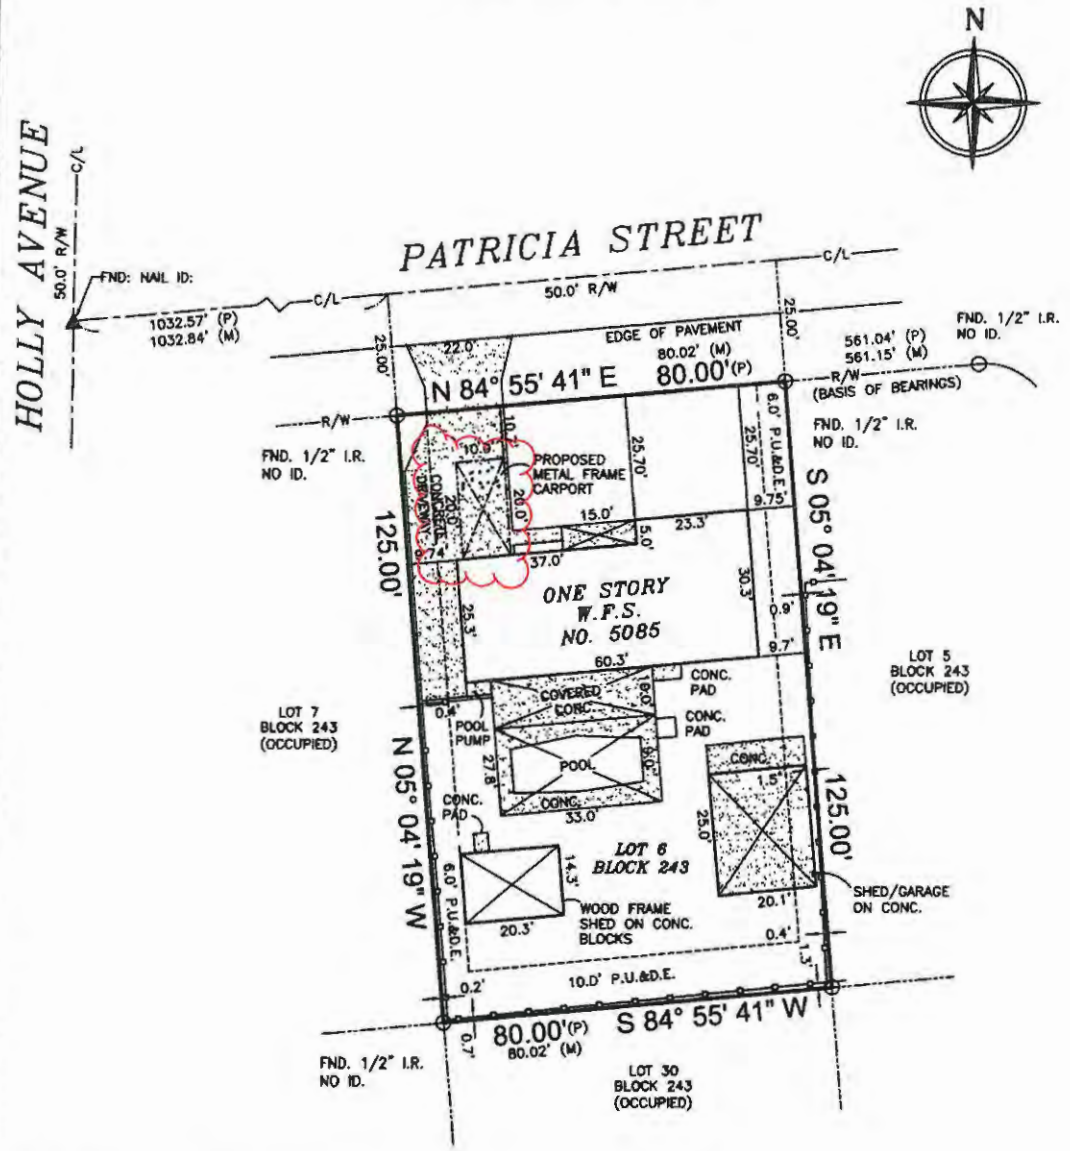 N
HOLLY AVENUE
50.0' R/W
C/L
FND: NAIL ID:
PATRICIA STREET
C/L
C/L
50.0' R/W
1032.57' (P)
1032.84' (M)
25.00'
25.00'
EDGE OF PAVEMENT
22.0'
80.02' (M)
N 84° 55' 41" E
80.00'(P)
561.04' (P)
561.15' (M)
FND. 1/2" I.R.
NO ID.
R/W
(BASIS OF BEARINGS)
R/W
FND. 1/2" I.R.
NO ID.
FND. 1/2" I.R.
NO ID.
6.0' P.U.&D.E.
25.70'
25.70'
PROPOSED
METAL FRAME
CARPORT
CONCRETE
DRIVEWAY
20.0'
20.0'
9.75'
15.0'
23.3'
5.0'
37.0'
125.00'
S 05° 04' 19" E
ONE STORY
W.F.S.
NO. 5085
25.3'
30.3'
0.9'
9.7'
60.3'
LOT 5
BLOCK 243
(OCCUPIED)
LOT 7
BLOCK 243
(OCCUPIED)
0.4'
POOL
PUMP
COVERED
CONC.
CONC.
PAD
CONC.
PAD
POOL
9.0'
27.8'
CONC.
33.0'
N 05° 04' 19" W
CONC.
1.5'
25.0'
20.1'
125.00'
SHED/GARAGE
ON CONC.
CONC.
PAD
LOT 6
BLOCK 243
14.3'
20.3'
WOOD FRAME
SHED ON CONC.
BLOCKS
6.0' P.U.&D.E.
0.4'
1.3'
10.0' P.U.&D.E.
0.2'
0.7'
80.00'(P)
80.02' (M)
S 84° 55' 41" W
FND. 1/2" I.R.
NO ID.
LOT 30
BLOCK 243
(OCCUPIED)